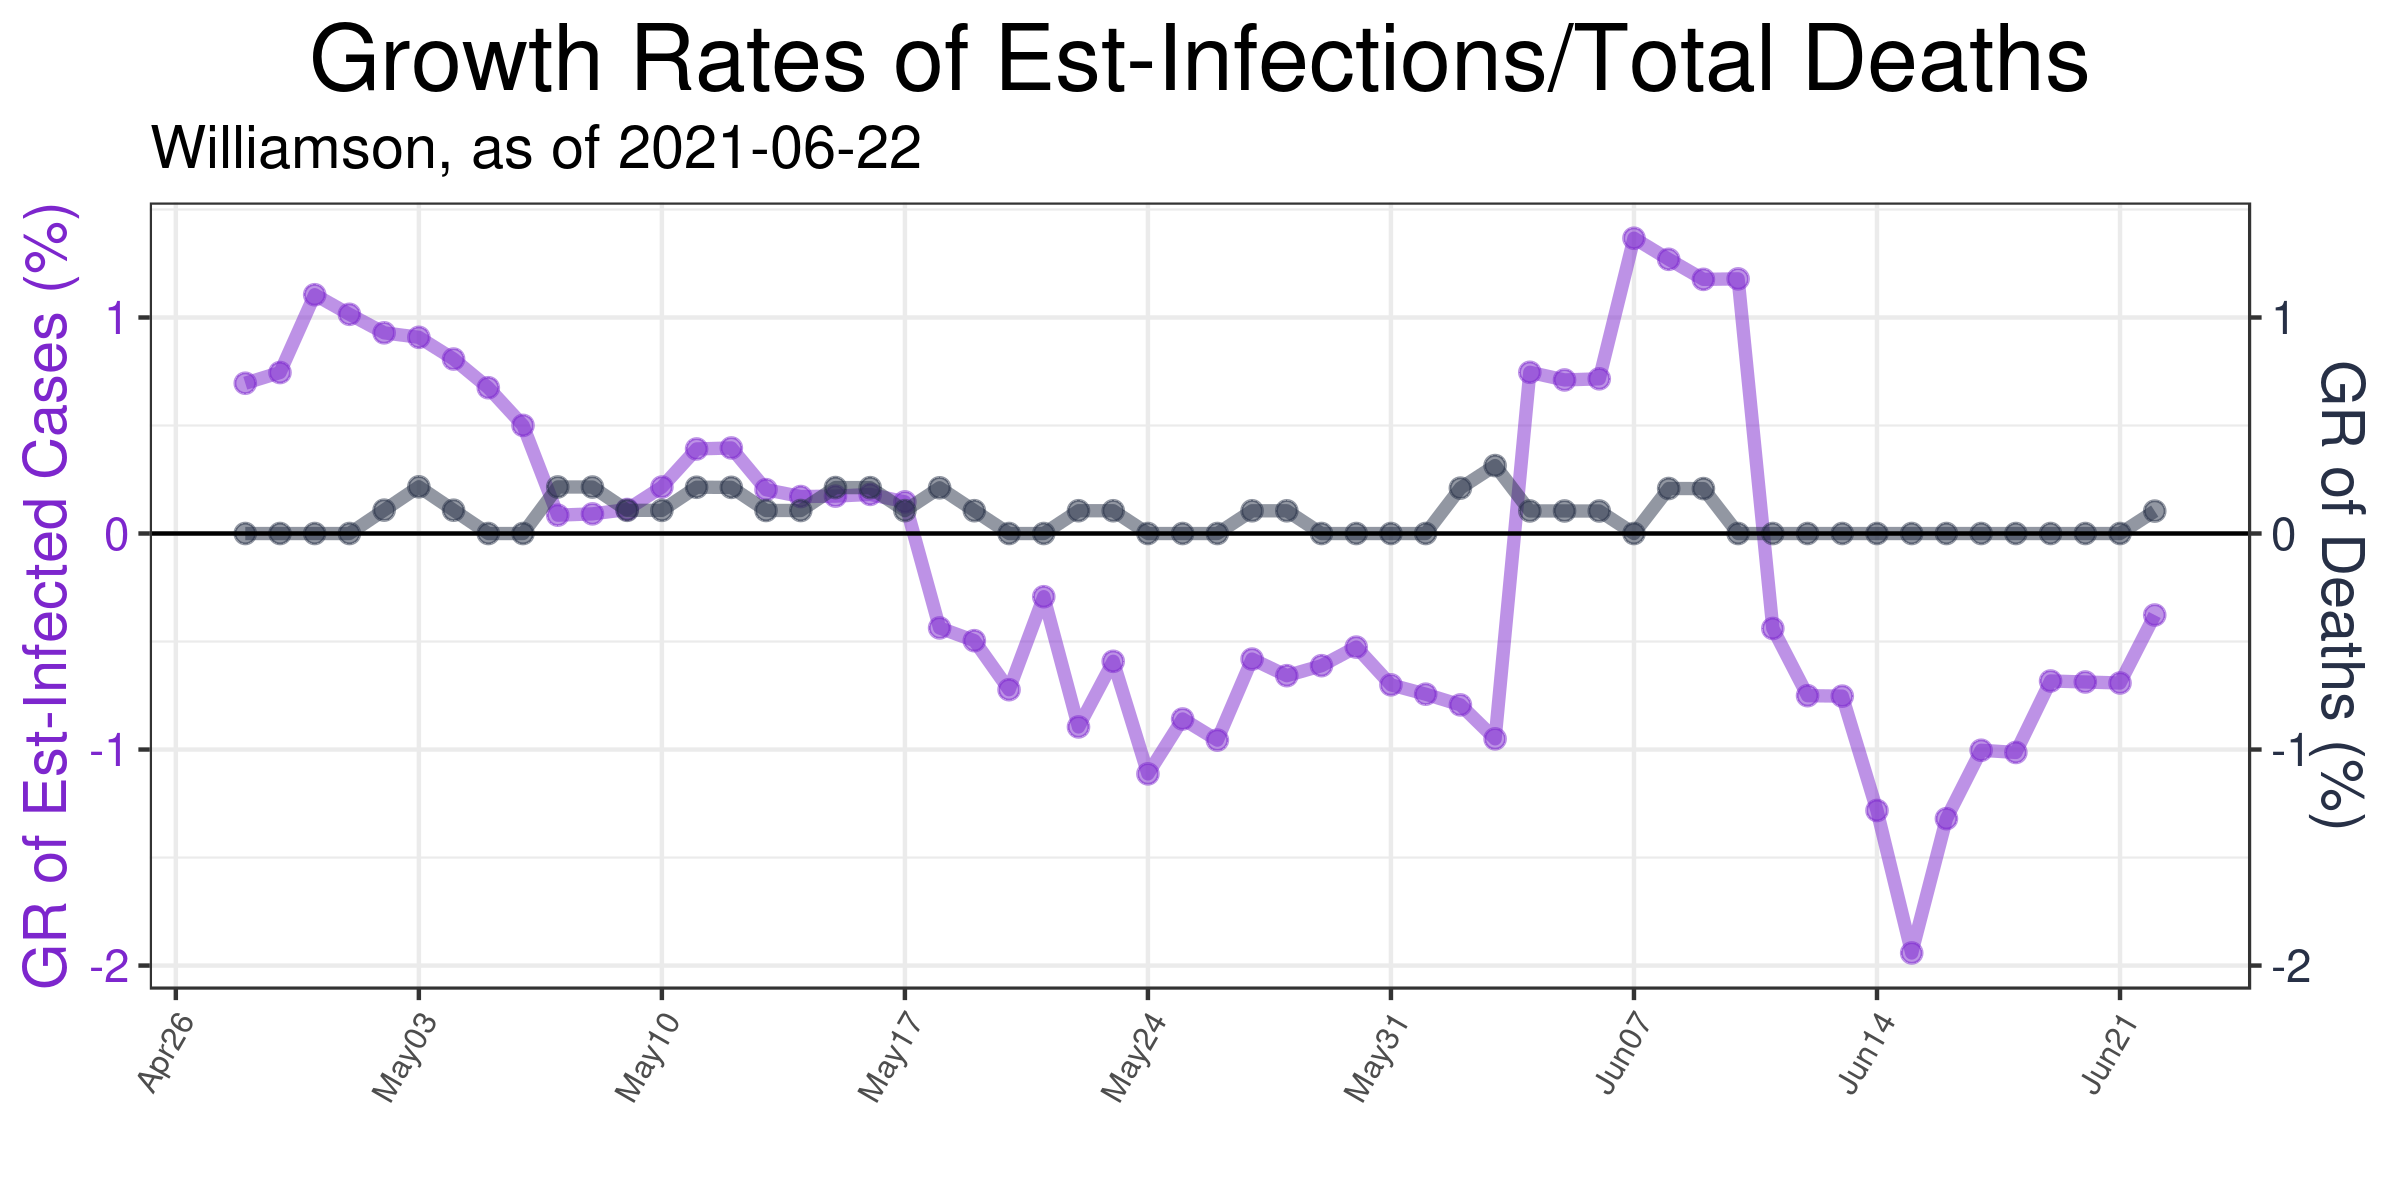 Growth Rates of Est-Infections/Total Deaths
Williamson, as of 2021-06-22
GR of Est-Infected Cases (%)
1
0
-1
-2
1
0
-1
-2
GR of Deaths (%)
Apr26
May03
May10
May17
May24
May31
Jun07
Jun14
Jun21